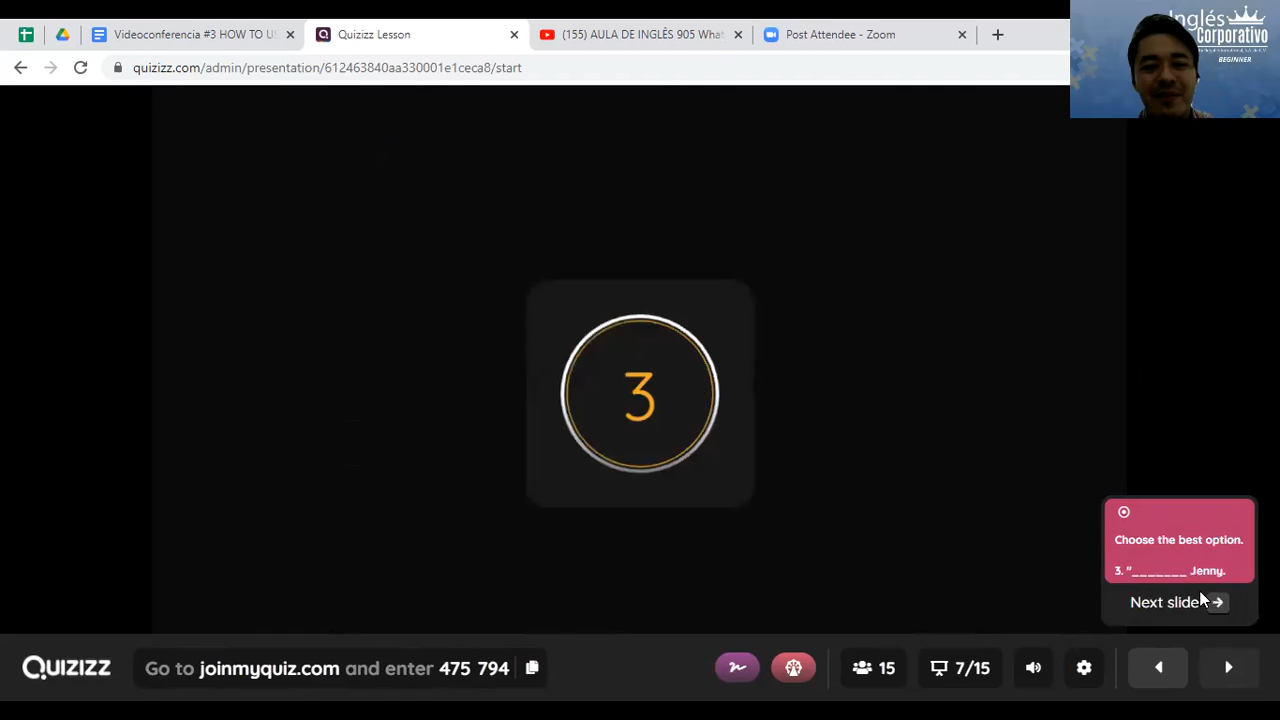 Videoconferencia #3 HOW TO U
Quizizz Lesson
(155) AULA DE INGLÊS 905 What
Post Attendee - Zoom
quizizz.com/admin/presentation/612463840aa330001e1ceca8/start
Inglés
Corporativo
BEGINNER
3
Choose the best option.
3. "_______ Jenny.
Next slide
QUIZIZZ
Go to joinmyquiz.com and enter 475 794
15
7/15